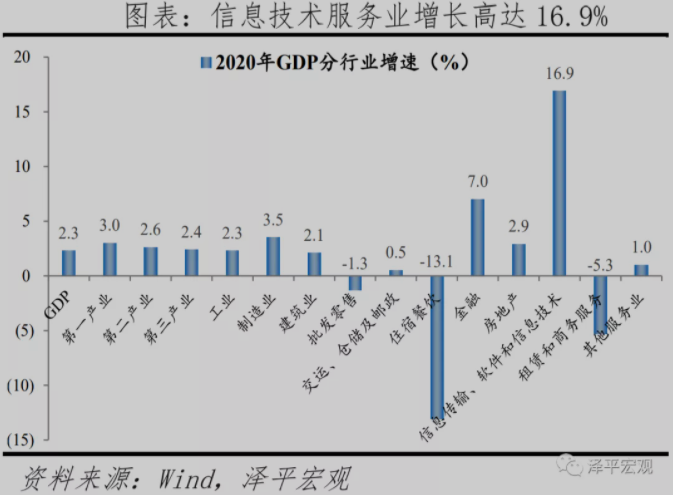 图表：信息技术服务业增长高达16.9%
2020年GDP分行业增速（%）
20
15
10
5
0
(5)
(10)
(15)
2.3
3.0
2.6
2.4
2.3
3.5
2.1
-1.3
0.5
-13.1
7.0
2.9
16.9
-5.3
1.0
GDP
第一产业
第二产业
第三产业
工业
制造业
建筑业
批发零售
交运、仓储及邮政
住宿餐饮
金融
房地产
信息传输、软件和信息技术
租赁和商务服务
其他服务业
泽平宏观
资料来源：Wind，泽平宏观